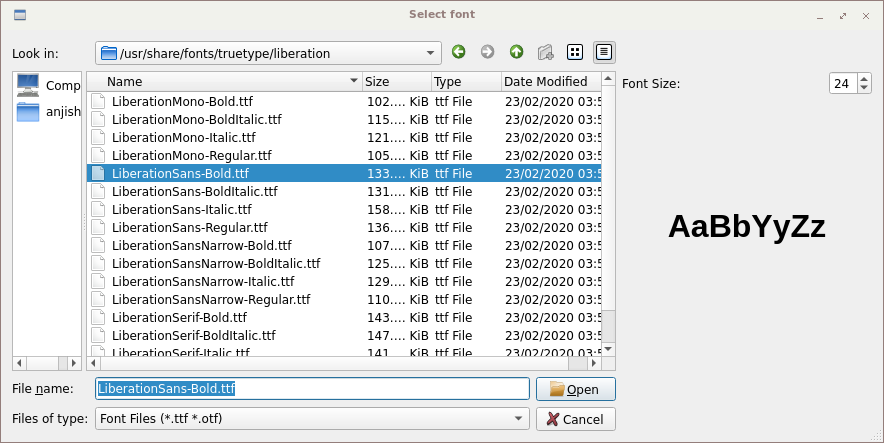 Select font
Look in: /usr/share/fonts/truetype/liberation
Comp
anjish
Name Size Type Date Modified
LiberationMono-Bold.ttf 102.... KiB ttf File 23/02/2020 03:5
LiberationMono-BoldItalic.ttf 115.... KiB ttf File 23/02/2020 03:5
LiberationMono-Italic.ttf 121.... KiB ttf File 23/02/2020 03:5
LiberationMono-Regular.ttf 105.... KiB ttf File 23/02/2020 03:5
LiberationSans-Bold.ttf 133.... KiB ttf File 23/02/2020 03:5
LiberationSans-BoldItalic.ttf 131.... KiB ttf File 23/02/2020 03:5
LiberationSans-Italic.ttf 158.... KiB ttf File 23/02/2020 03:5
LiberationSans-Regular.ttf 136.... KiB ttf File 23/02/2020 03:5
LiberationSansNarrow-Bold.ttf 107.... KiB ttf File 23/02/2020 03:5
LiberationSansNarrow-BoldItalic.ttf 125.... KiB ttf File 23/02/2020 03:5
LiberationSansNarrow-Italic.ttf 129.... KiB ttf File 23/02/2020 03:5
LiberationSansNarrow-Regular.ttf 110.... KiB ttf File 23/02/2020 03:5
LiberationSerif-Bold.ttf 143.... KiB ttf File 23/02/2020 03:5
LiberationSerif-BoldItalic.ttf 147.... KiB ttf File 23/02/2020 03:5
LiberationSerif-Italic.ttf 141.... KiB ttf File 23/02/2020 03:5
Font Size: 24
AaBbYyZz
File name: LiberationSans-Bold.ttf Open
Files of type: Font Files (*.ttf *.otf) Cancel